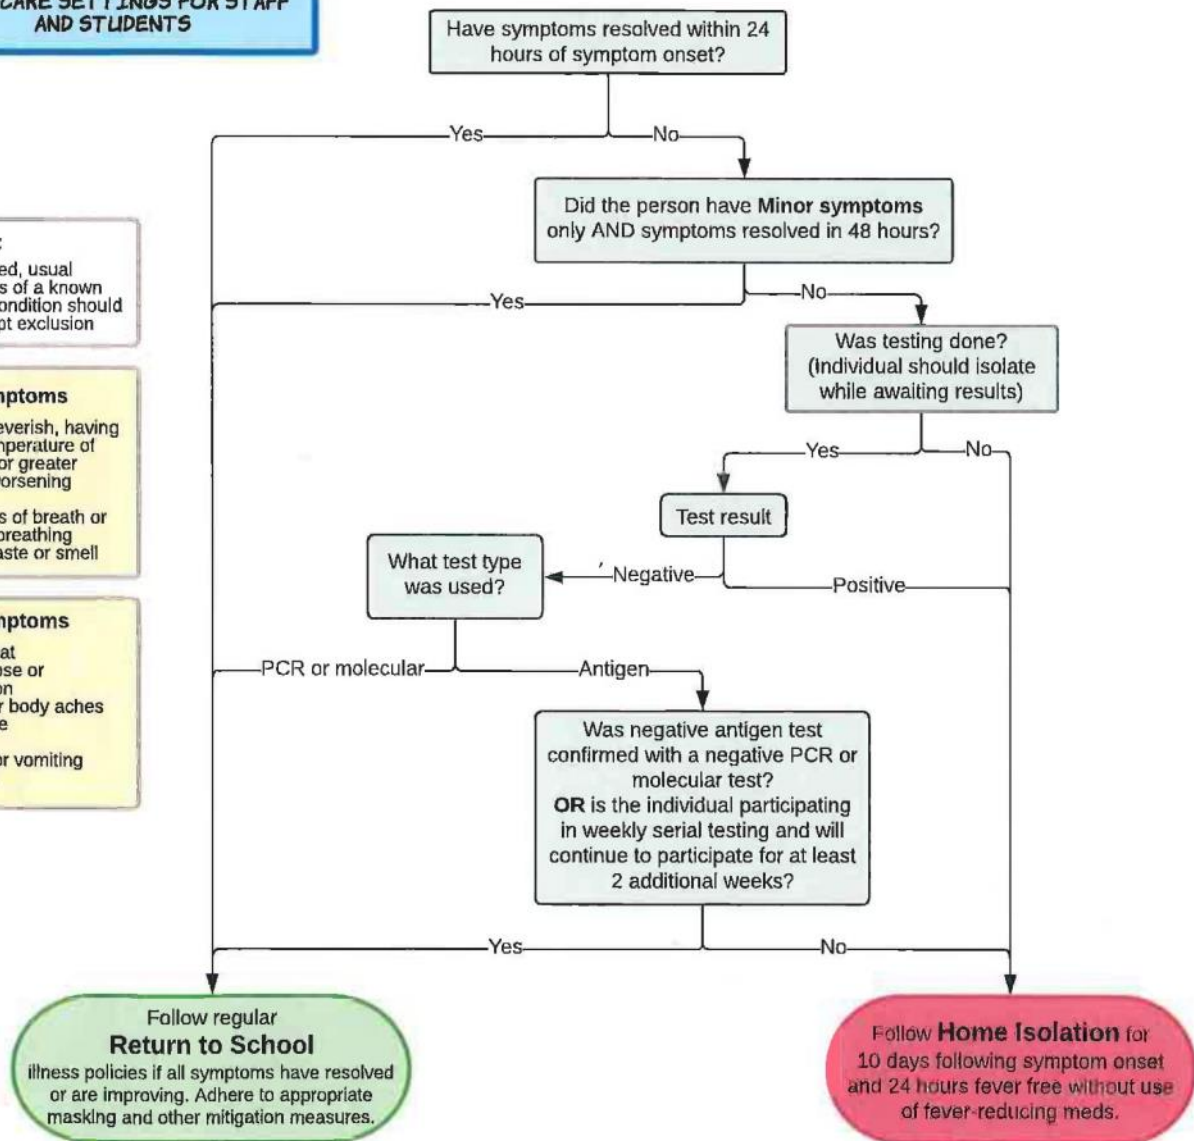 CARE SETTINGS FOR STAFF
AND STUDENTS
Have symptoms resolved within 24
hours of symptom onset?
Yes
No
Did the person have Minor symptoms
only AND symptoms resolved in 48 hours?
Yes
No
Was testing done?
(Individual should isolate
while awaiting results)
Yes
No
Test result
What test type
was used?
Negative
Positive
PCR or molecular
Antigen
Was negative antigen test
confirmed with a negative PCR or
molecular test?
OR is the individual participating
in weekly serial testing and will
continue to participate for at least
2 additional weeks?
Yes
No
Follow regular
Return to School
illness policies if all symptoms have resolved
or are improving. Adhere to appropriate
masking and other mitigation measures.
Follow Home Isolation for
10 days following symptom onset
and 24 hours fever free without use
of fever-reducing meds.
:
ed, usual
s of a known
ondition should
pt exclusion
mptoms
everish, having
nperature of
or greater
orsening
s of breath or
breathing
aste or smell
mptoms
at
ose or
on
r body aches
e
or vomiting